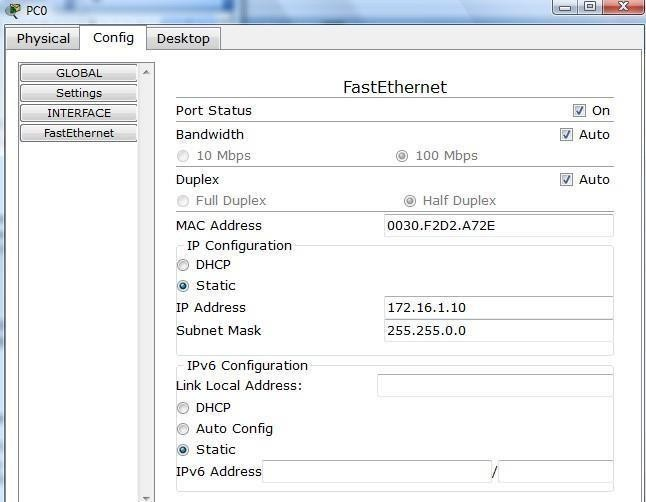 PC0
Physical Config Desktop
GLOBAL
Settings
INTERFACE
FastEthernet
FastEthernet
Port Status On
Bandwidth Auto
10 Mbps 100 Mbps
Duplex Auto
Full Duplex Half Duplex
MAC Address 0030.F2D2.A72E
IP Configuration
DHCP
Static
IP Address 172.16.1.10
Subnet Mask 255.255.0.0
IPv6 Configuration
Link Local Address:
DHCP
Auto Config
Static
IPv6 Address /